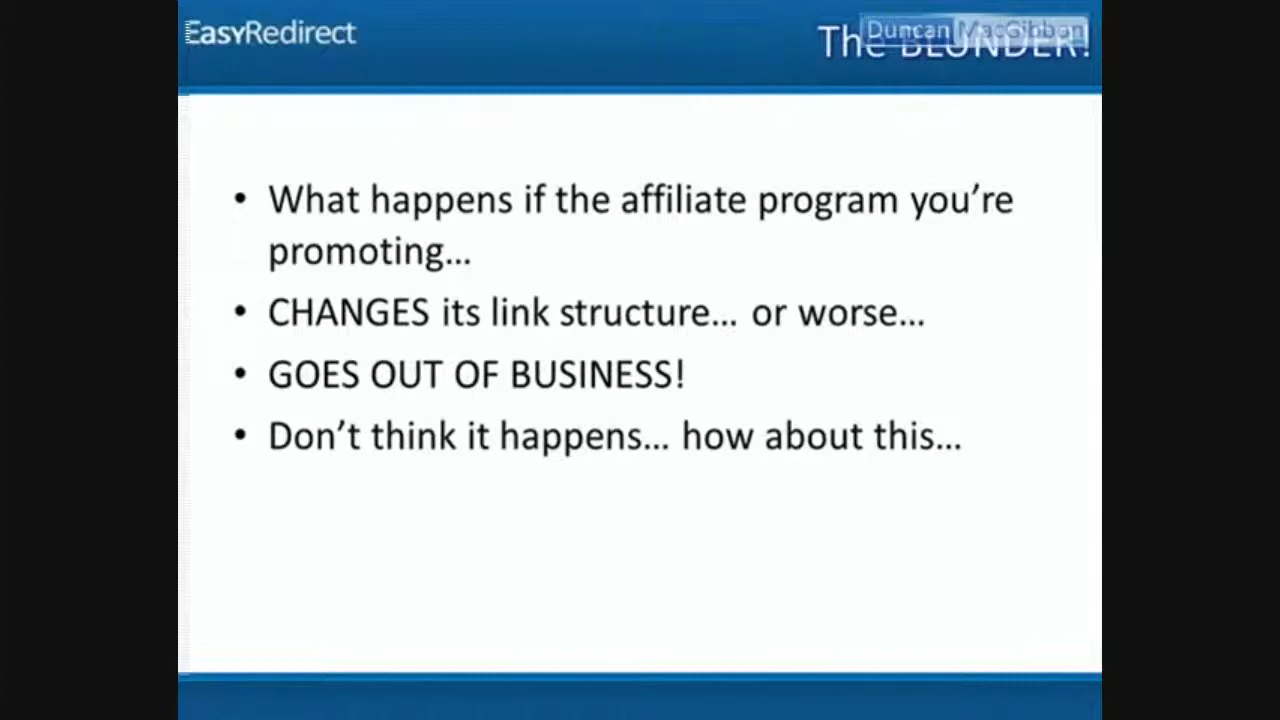 EasyRedirect
The BLUNDER!
Duncan MacGibbon
• What happens if the affiliate program you’re
promoting…
• CHANGES its link structure… or worse…
• GOES OUT OF BUSINESS!
• Don’t think it happens… how about this…